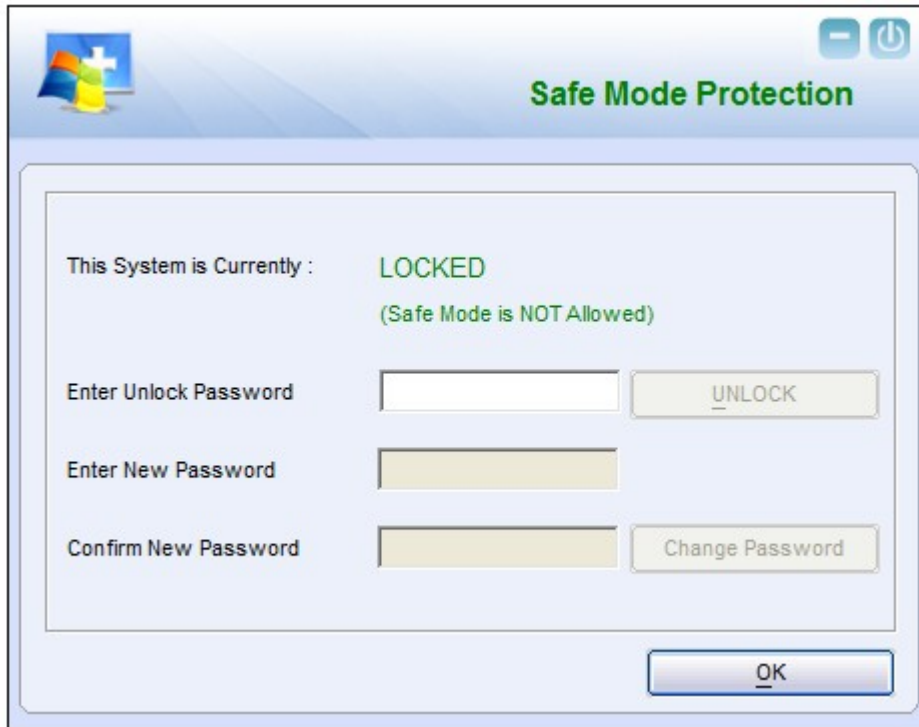 Safe Mode Protection
This System is Currently : LOCKED
(Safe Mode is NOT Allowed)
Enter Unlock Password UNLOCK
Enter New Password
Confirm New Password Change Password
OK